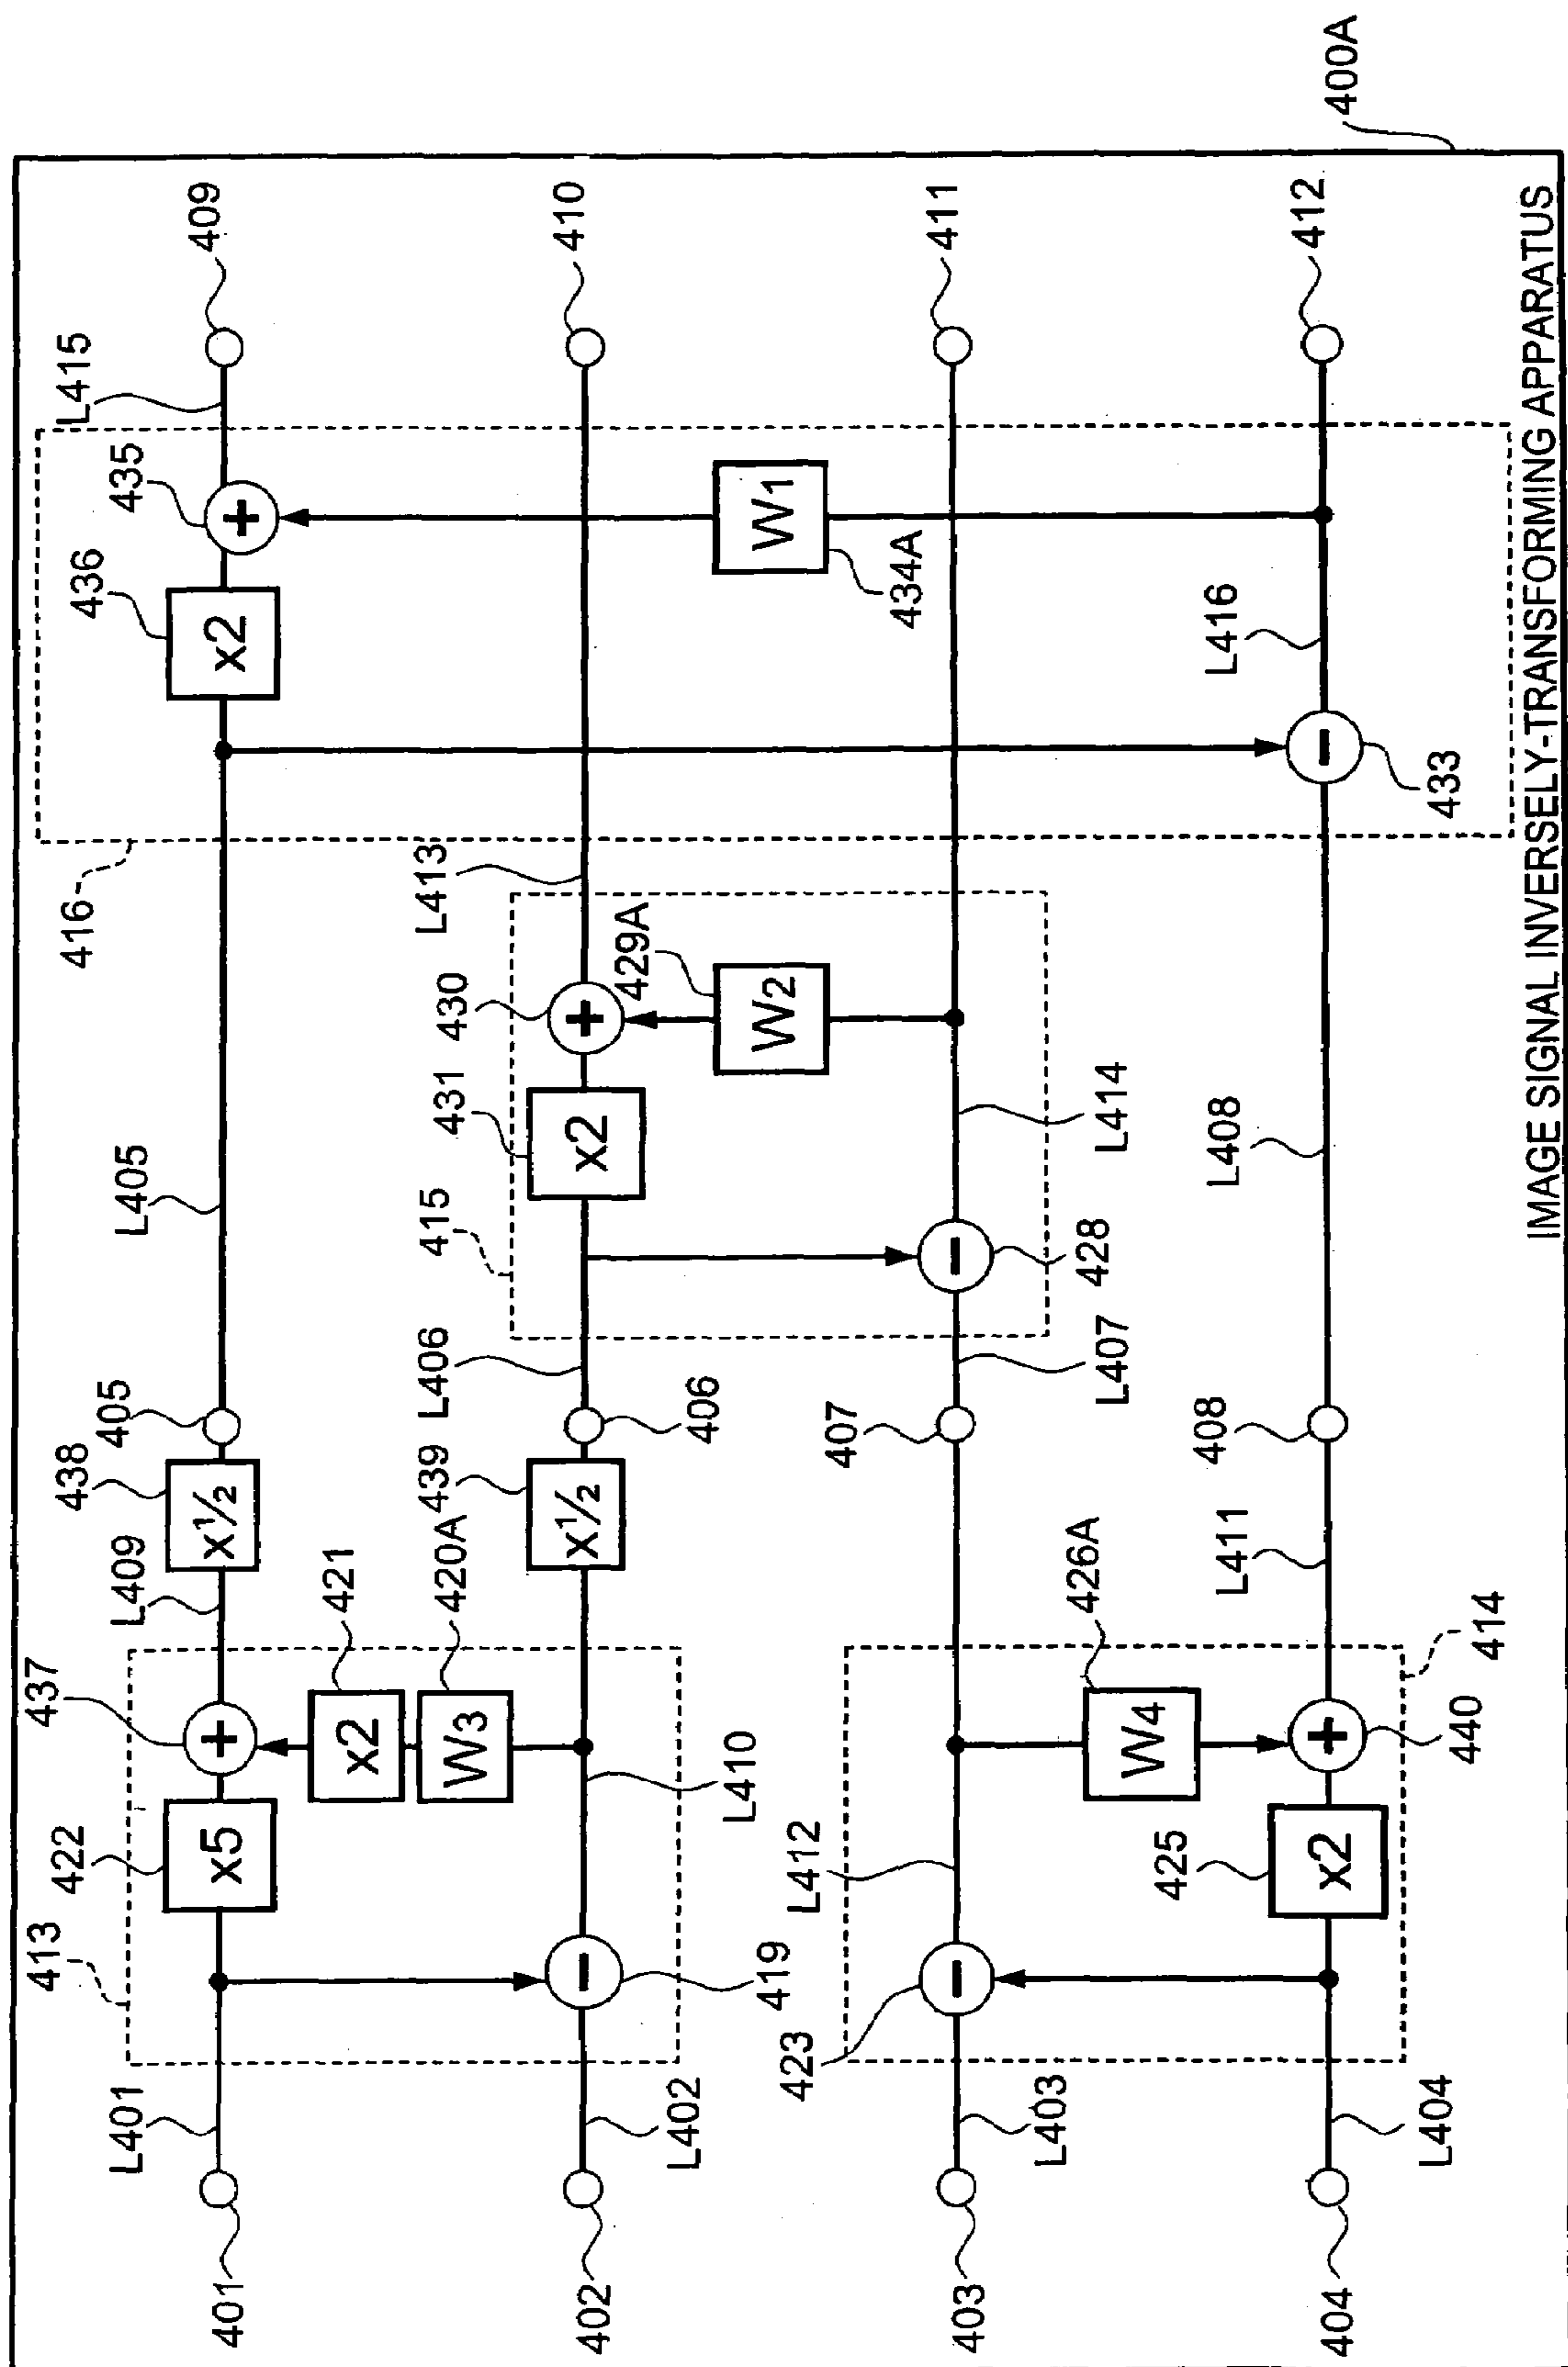 400A
409
410
411
412
L415
435
+
436
x2
W1
434A
L416
−
433
416
L413
430
+
429A
W2
431
x2
415
L414
−
428
L405
L408
L406
L407
405
406
407
408
438
x½
439
x½
L409
L411
437
+
421
x2
420A
W3
426A
W4
414
+
440
422
x5
L410
L412
425
x2
413
−
419
−
423
L401
L402
L403
L404
401
402
403
404
IMAGE SIGNAL INVERSELY-TRANSFORMING APPARATUS